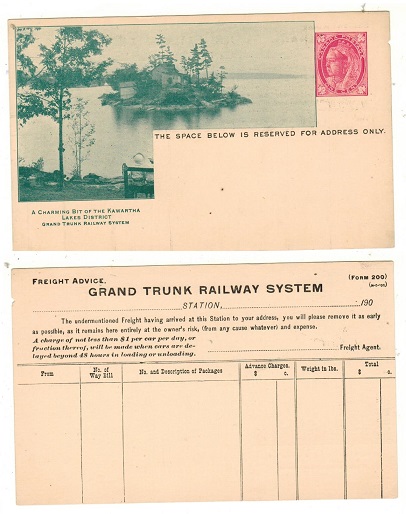 THE SPACE BELOW IS RESERVED FOR ADDRESS ONLY.
A CHARMING BIT OF THE KAWARTHA
LAKES DISTRICT
GRAND TRUNK RAILWAY SYSTEM
FREIGHT ADVICE.
(FORM 200)
GRAND TRUNK RAILWAY SYSTEM
STATION, 190
The undermentioned Freight having arrived at this Station to your address, you will please remove it as early
as possible, as it remains here entirely at the owner's risk, (from any cause whatever) and expense.
A charge of not less than $1 per car per day, or
fraction thereof, will be made when cars are de-
layed beyond 48 hours in loading or unloading.
Freight Agent.
From
No. of
Way Bill
No. and Description of Packages
Advance Charges.
$ c.
Weight in lbs.
Total
$ c.